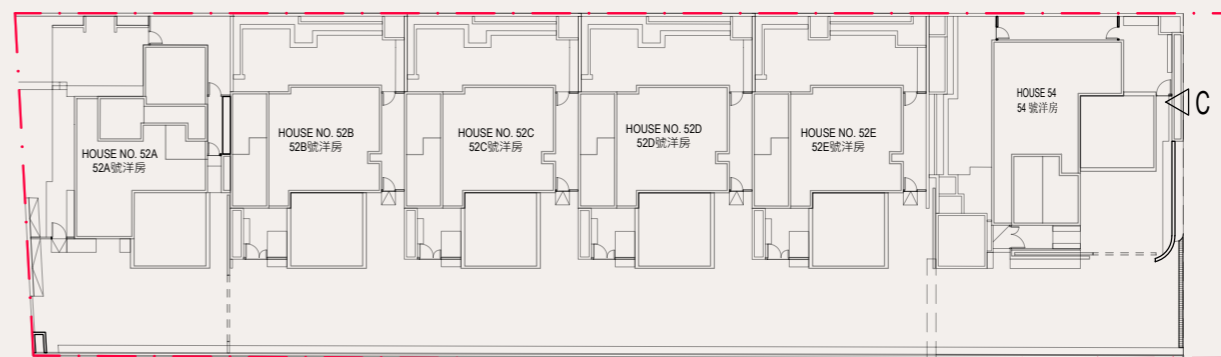 HOUSE NO. 52A
52A號洋房
HOUSE NO. 52B
52B號洋房
HOUSE NO. 52C
52C號洋房
HOUSE NO. 52D
52D號洋房
HOUSE NO. 52E
52E號洋房
HOUSE 54
54 號洋房
C